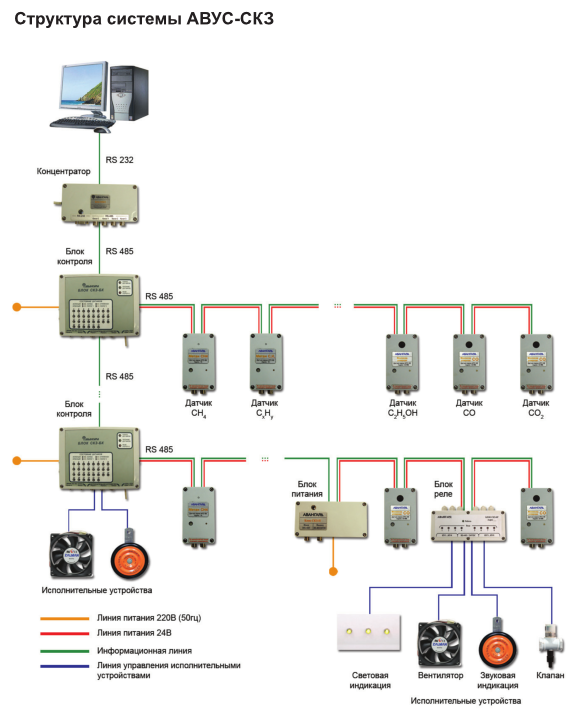 Структура системы АВУС-СКЗ
RS 232
Концентратор
Блок
контроля
RS 485
RS 485
Датчик
CH4
Датчик
CxHy
Датчик
C2H5OH
Датчик
CO
Датчик
CO2
RS 485
Блок
контроля
RS 485
Блок
питания
Блок
реле
Исполнительные устройства
Линия питания 220В (50гц)
Линия питания 24В
Информационная линия
Линия управления исполнительными
устройствами
Световая
индикация
Вентилятор
Звуковая
индикация
Клапан
Исполнительные устройства